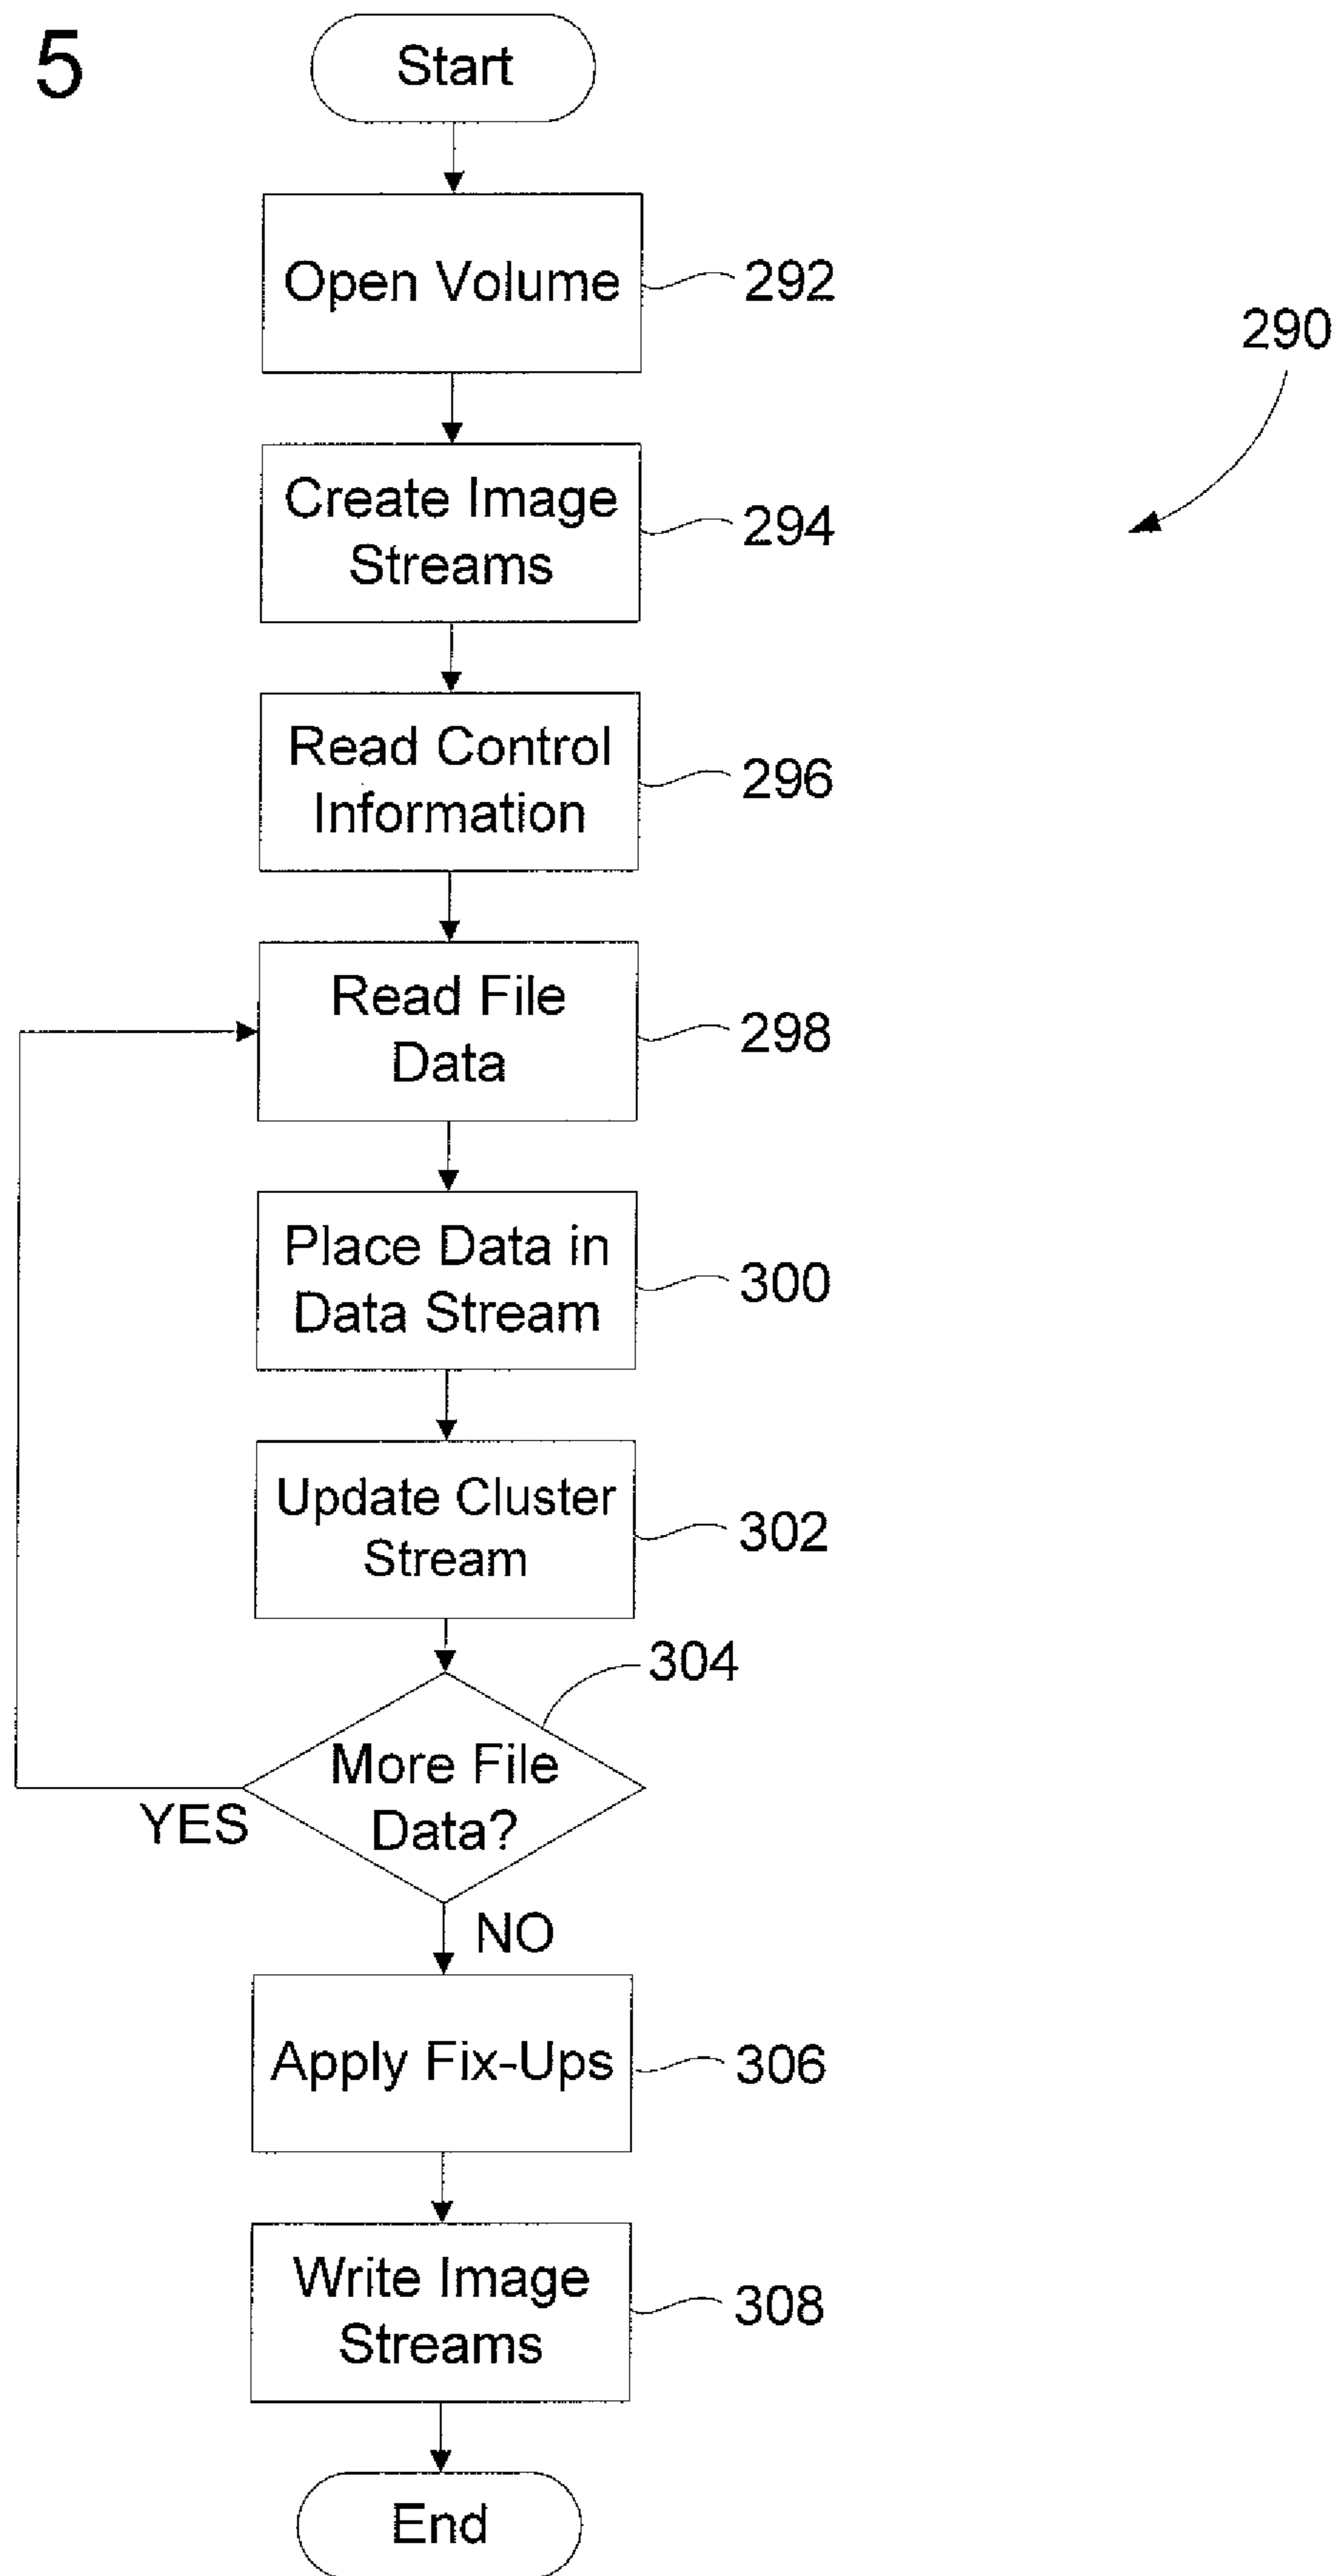 5
Start
Open Volume
292
290
Create Image
Streams
294
Read Control
Information
296
Read File
Data
298
Place Data in
Data Stream
300
Update Cluster
Stream
302
304
More File
Data?
YES
NO
Apply Fix-Ups
306
Write Image
Streams
308
End